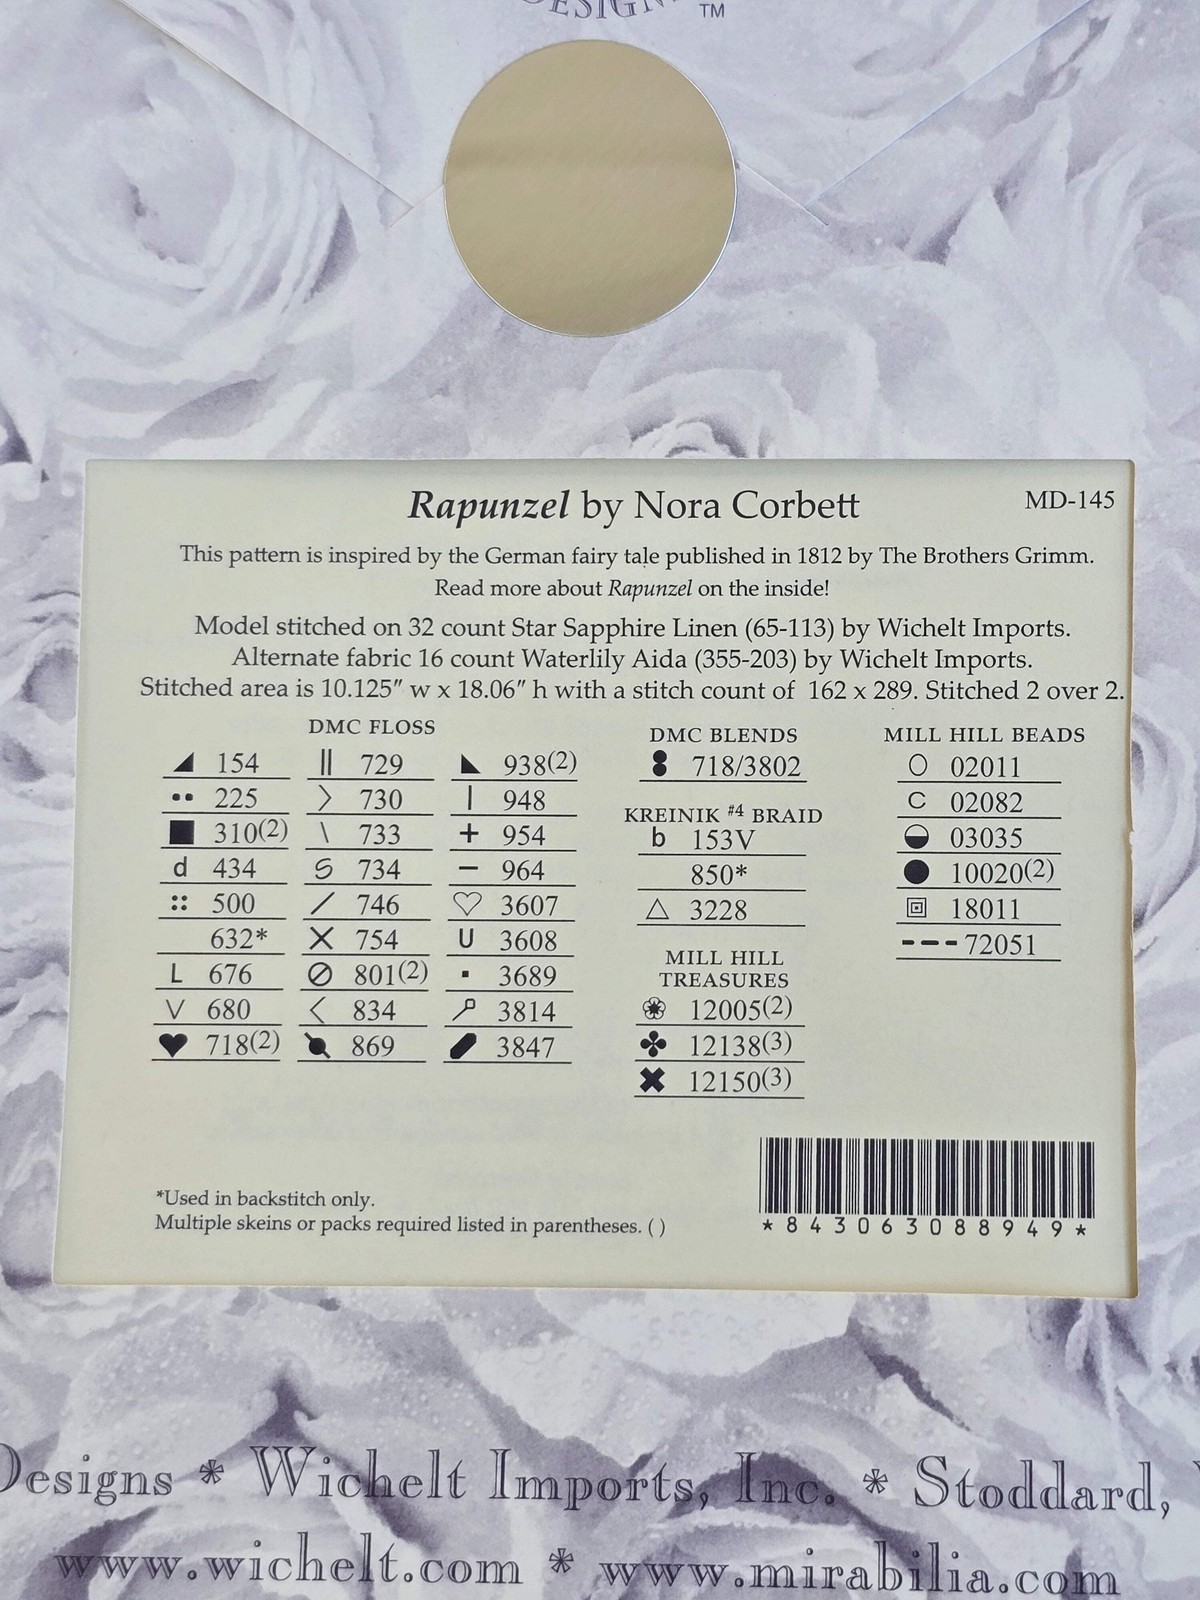 DESIGNS
TM
Rapunzel by Nora Corbett
MD-145
This pattern is inspired by the German fairy tale published in 1812 by The Brothers Grimm.
Read more about Rapunzel on the inside!
Model stitched on 32 count Star Sapphire Linen (65-113) by Wichelt Imports.
Alternate fabric 16 count Waterlily Aida (355-203) by Wichelt Imports.
Stitched area is 10.125″ w x 18.06″ h with a stitch count of 162 x 289. Stitched 2 over 2.
DMC FLOSS
154
225
310(2)
d 434
500
632*
L 676
V 680
718(2)
|| 729
> 730
\ 733
S 734
/ 746
X 754
801(2)
< 834
869
938(2)
| 948
+ 954
− 964
♡ 3607
U 3608
3689
3814
3847
DMC BLENDS
718/3802
KREINIK #4 BRAID
b 153V
850*
△ 3228
MILL HILL
TREASURES
12005(2)
12138(3)
12150(3)
MILL HILL BEADS
O 02011
C 02082
03035
10020(2)
18011
--- 72051
*Used in backstitch only.
Multiple skeins or packs required listed in parentheses. ( )
*843063088949*
Designs * Wichelt Imports, Inc. * Stoddard,
www.wichelt.com * www.mirabilia.com